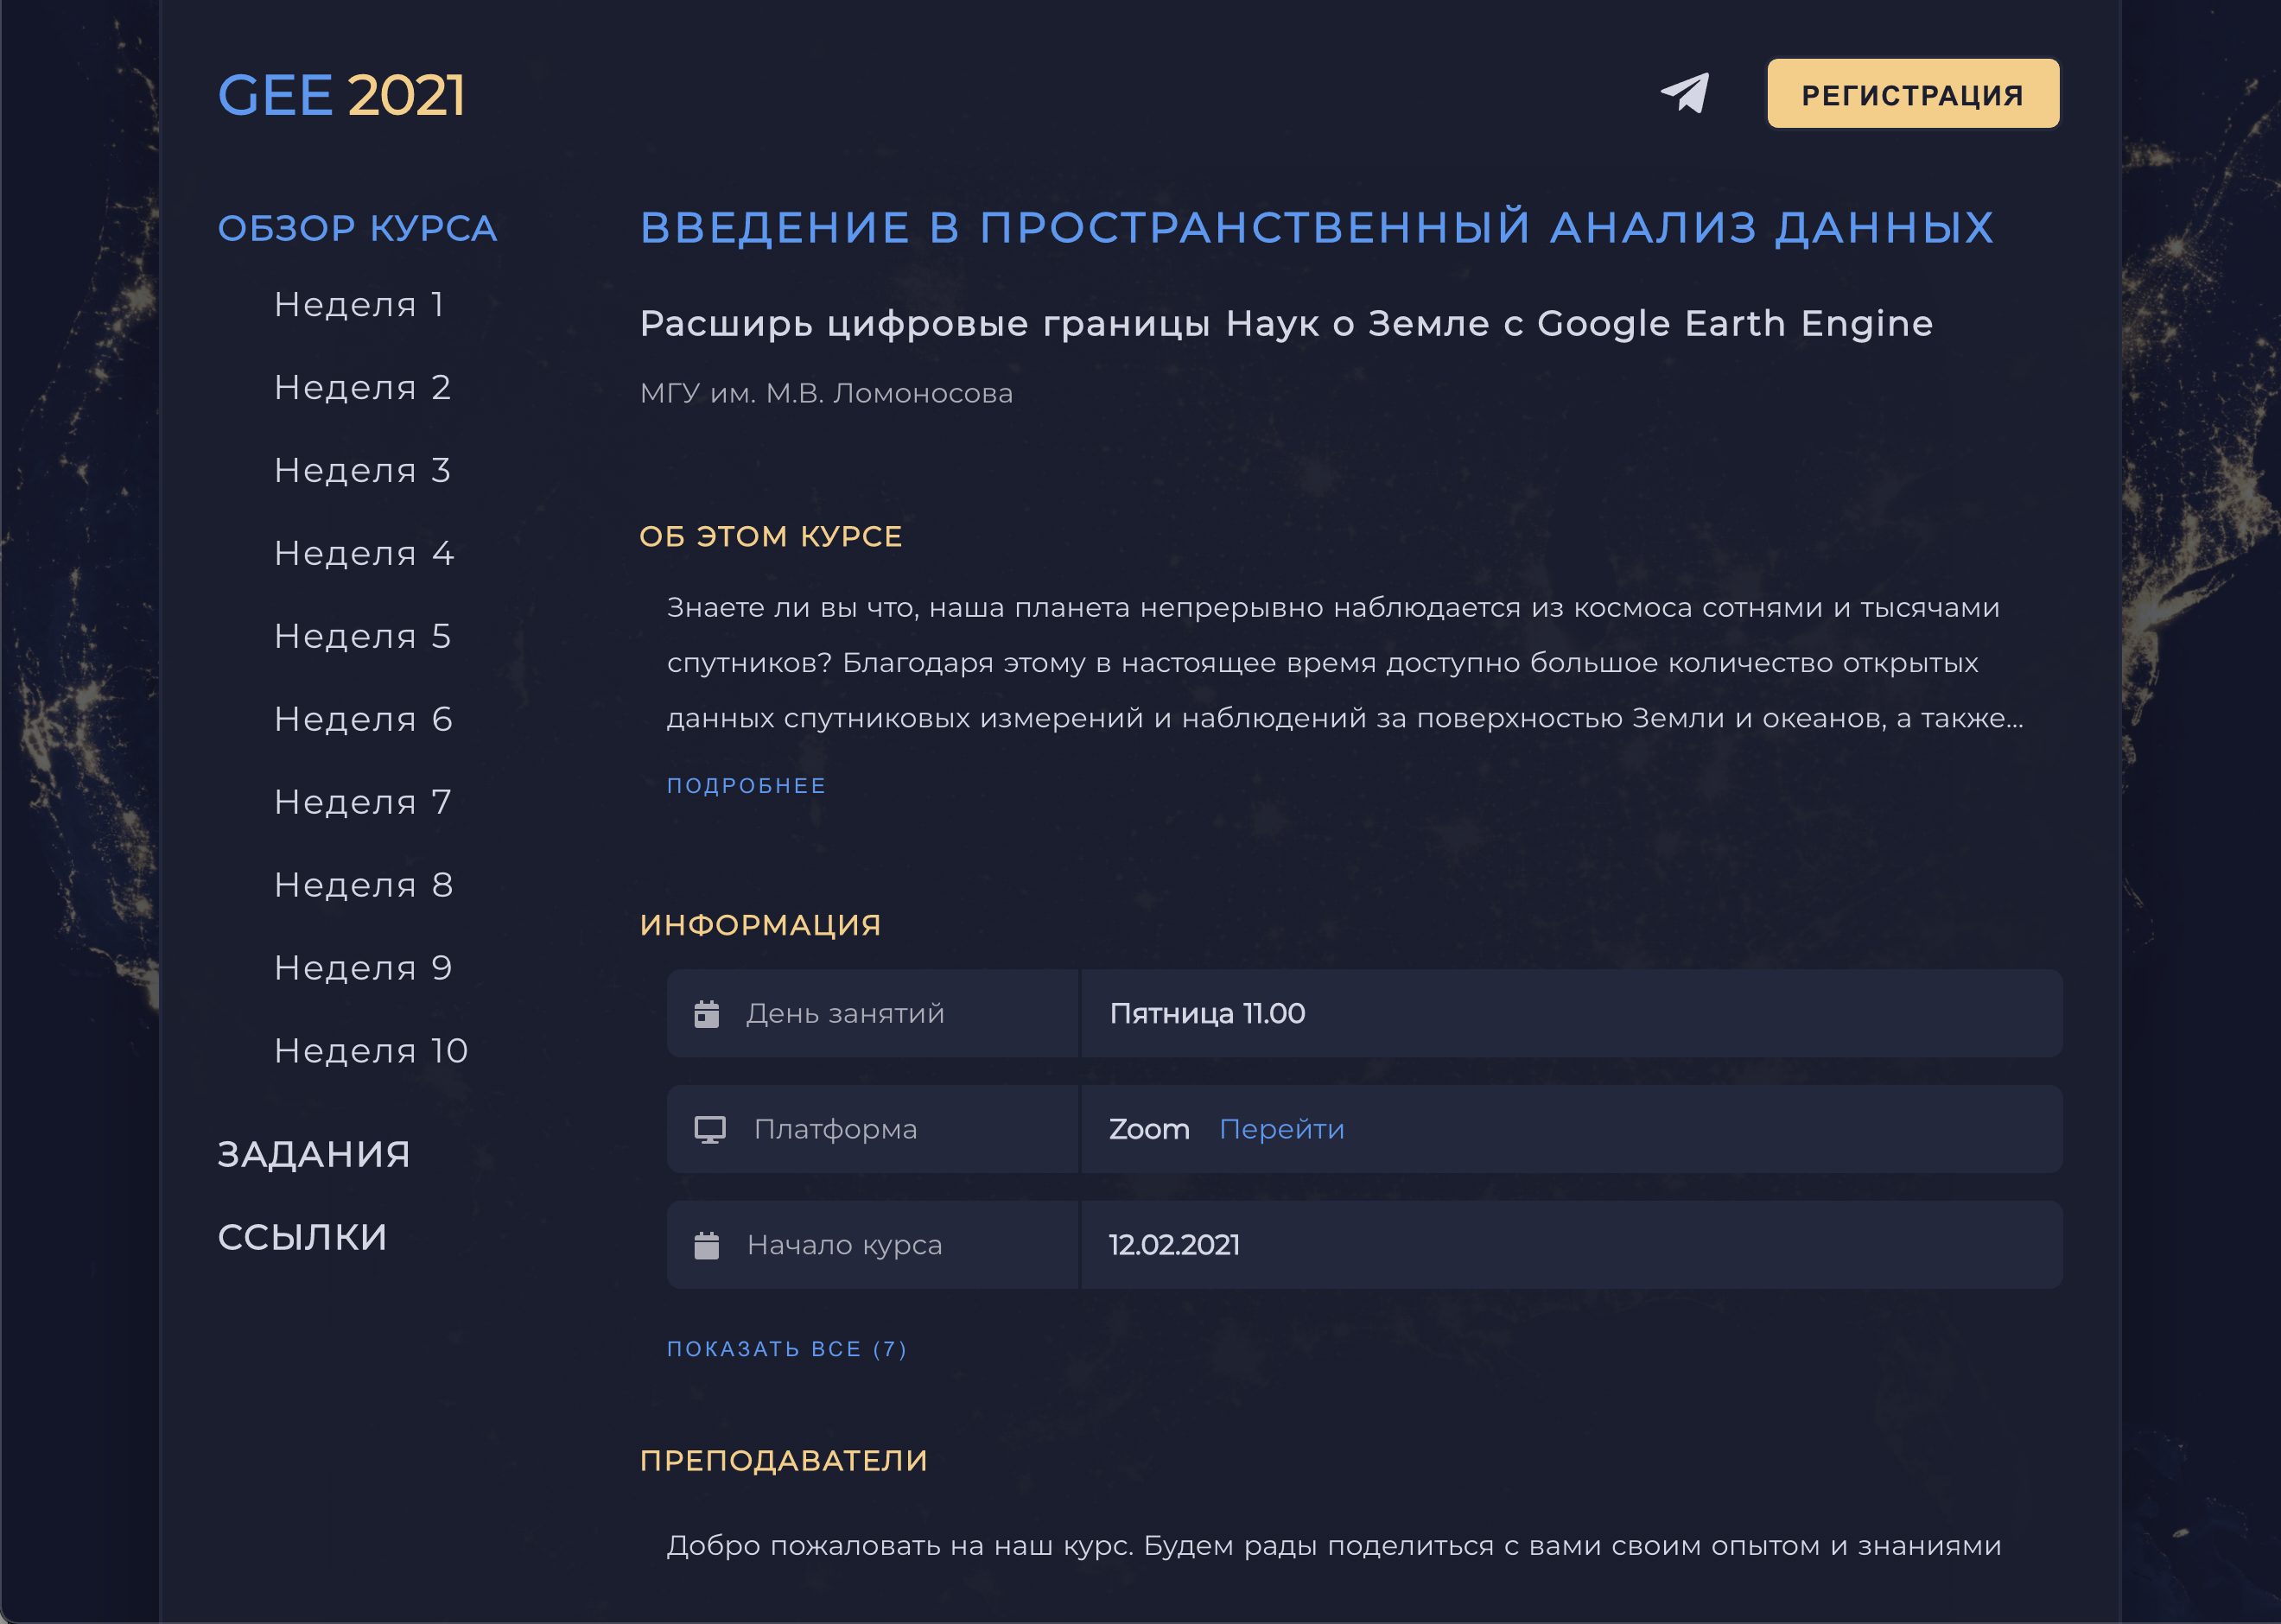 GEE 2021
РЕГИСТРАЦИЯ
ОБЗОР КУРСА
Неделя 1
Неделя 2
Неделя 3
Неделя 4
Неделя 5
Неделя 6
Неделя 7
Неделя 8
Неделя 9
Неделя 10
ЗАДАНИЯ
ССЫЛКИ
ВВЕДЕНИЕ В ПРОСТРАНСТВЕННЫЙ АНАЛИЗ ДАННЫХ
Расширь цифровые границы Наук о Земле с Google Earth Engine
МГУ им. М.В. Ломоносова
ОБ ЭТОМ КУРСЕ
Знаете ли вы что, наша планета непрерывно наблюдается из космоса сотнями и тысячами
спутников? Благодаря этому в настоящее время доступно большое количество открытых
данных спутниковых измерений и наблюдений за поверхностью Земли и океанов, а также...
ПОДРОБНЕЕ
ИНФОРМАЦИЯ
День занятий Пятница 11.00
Платформа Zoom Перейти
Начало курса 12.02.2021
ПОКАЗАТЬ ВСЕ (7)
ПРЕПОДАВАТЕЛИ
Добро пожаловать на наш курс. Будем рады поделиться с вами своим опытом и знаниями